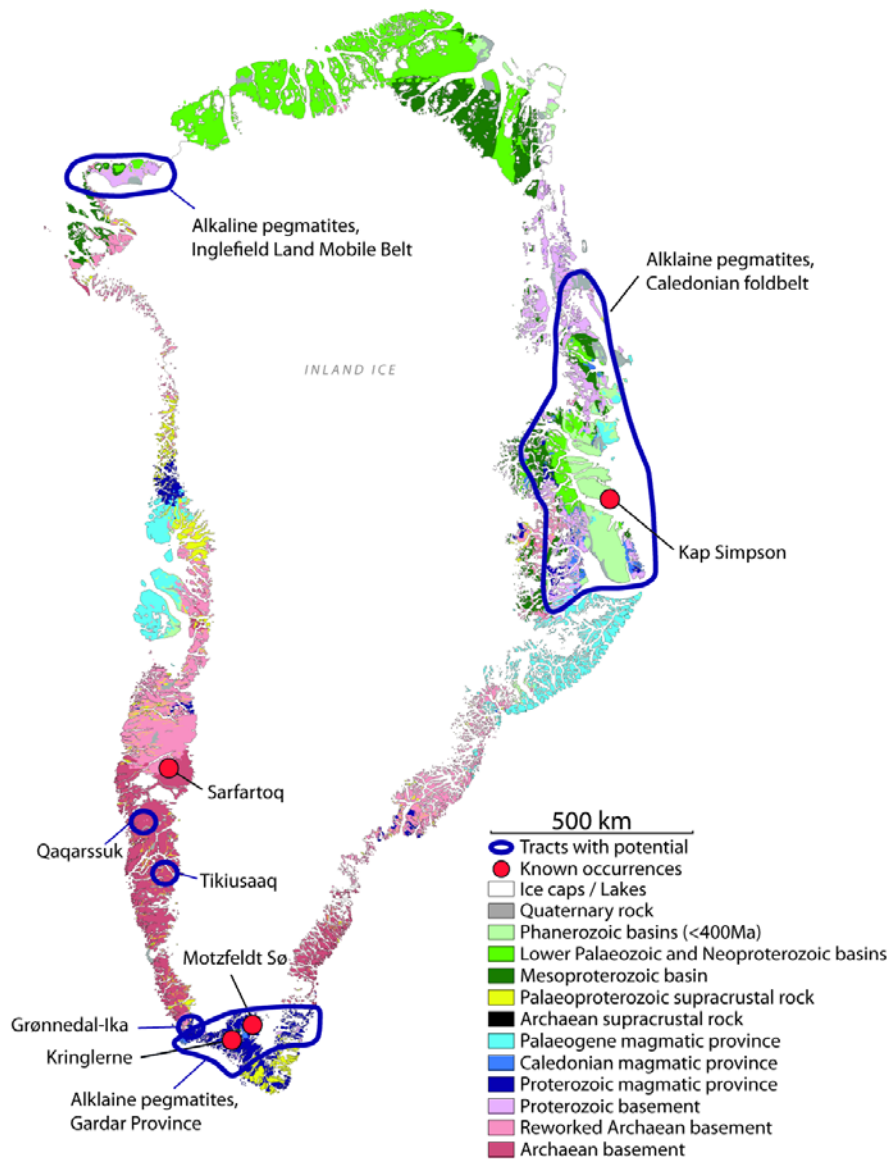 Alkaline pegmatites,
Inglefield Land Mobile Belt
Alklaine pegmatites,
Caledonian foldbelt
INLAND ICE
Kap Simpson
Sarfartoq
Qaqarssuk
Tikiusaaq
Motzfeldt Sø
Grønnedal-Ika
Kringlerne
Alklaine pegmatites,
Gardar Province
500 km
Tracts with potential
Known occurrences
Ice caps / Lakes
Quaternary rock
Phanerozoic basins (<400Ma)
Lower Palaeozoic and Neoproterozoic basins
Mesoproterozoic basin
Palaeoproterozoic supracrustal rock
Archaean supracrustal rock
Palaeogene magmatic province
Caledonian magmatic province
Proterozoic magmatic province
Proterozoic basement
Reworked Archaean basement
Archaean basement